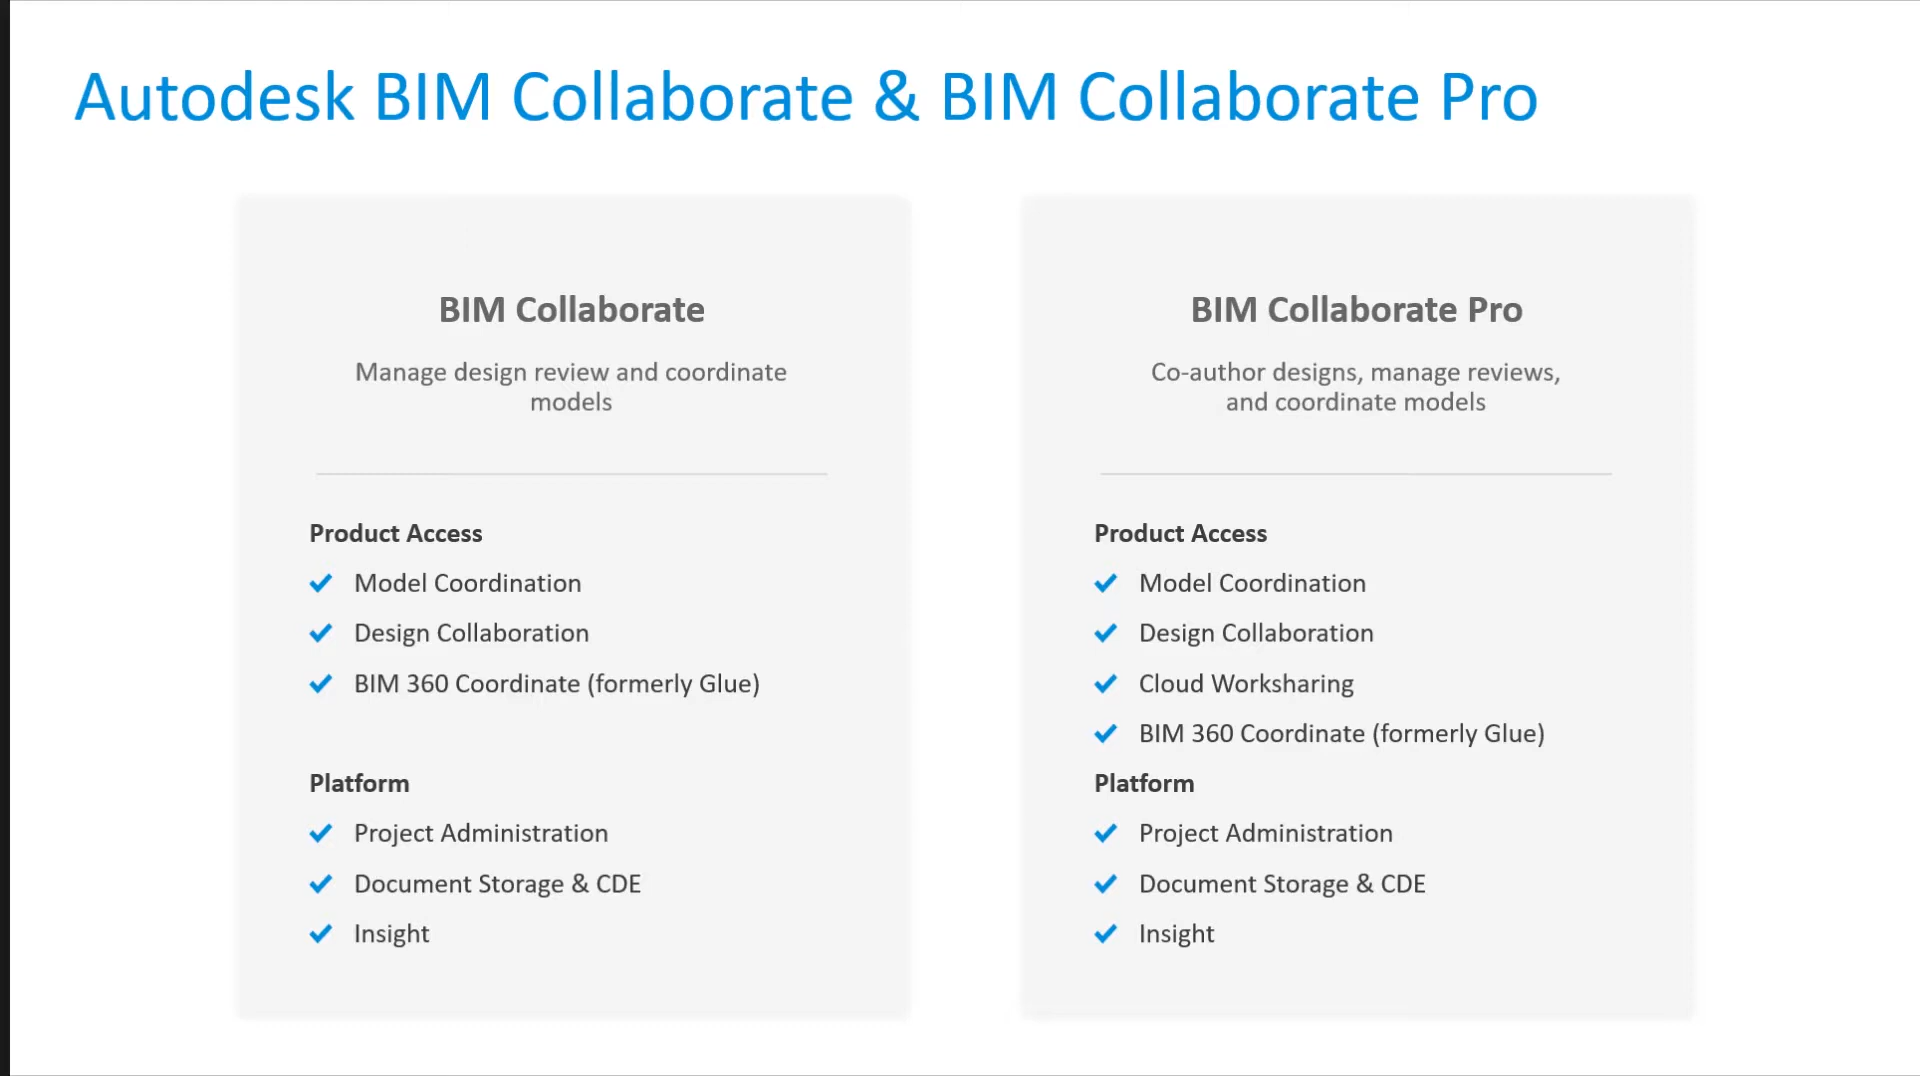 Autodesk BIM Collaborate & BIM Collaborate Pro
BIM Collaborate
Manage design review and coordinate
models
Product Access
Model Coordination
Design Collaboration
BIM 360 Coordinate (formerly Glue)
Platform
Project Administration
Document Storage & CDE
Insight
BIM Collaborate Pro
Co-author designs, manage reviews,
and coordinate models
Product Access
Model Coordination
Design Collaboration
Cloud Worksharing
BIM 360 Coordinate (formerly Glue)
Platform
Project Administration
Document Storage & CDE
Insight